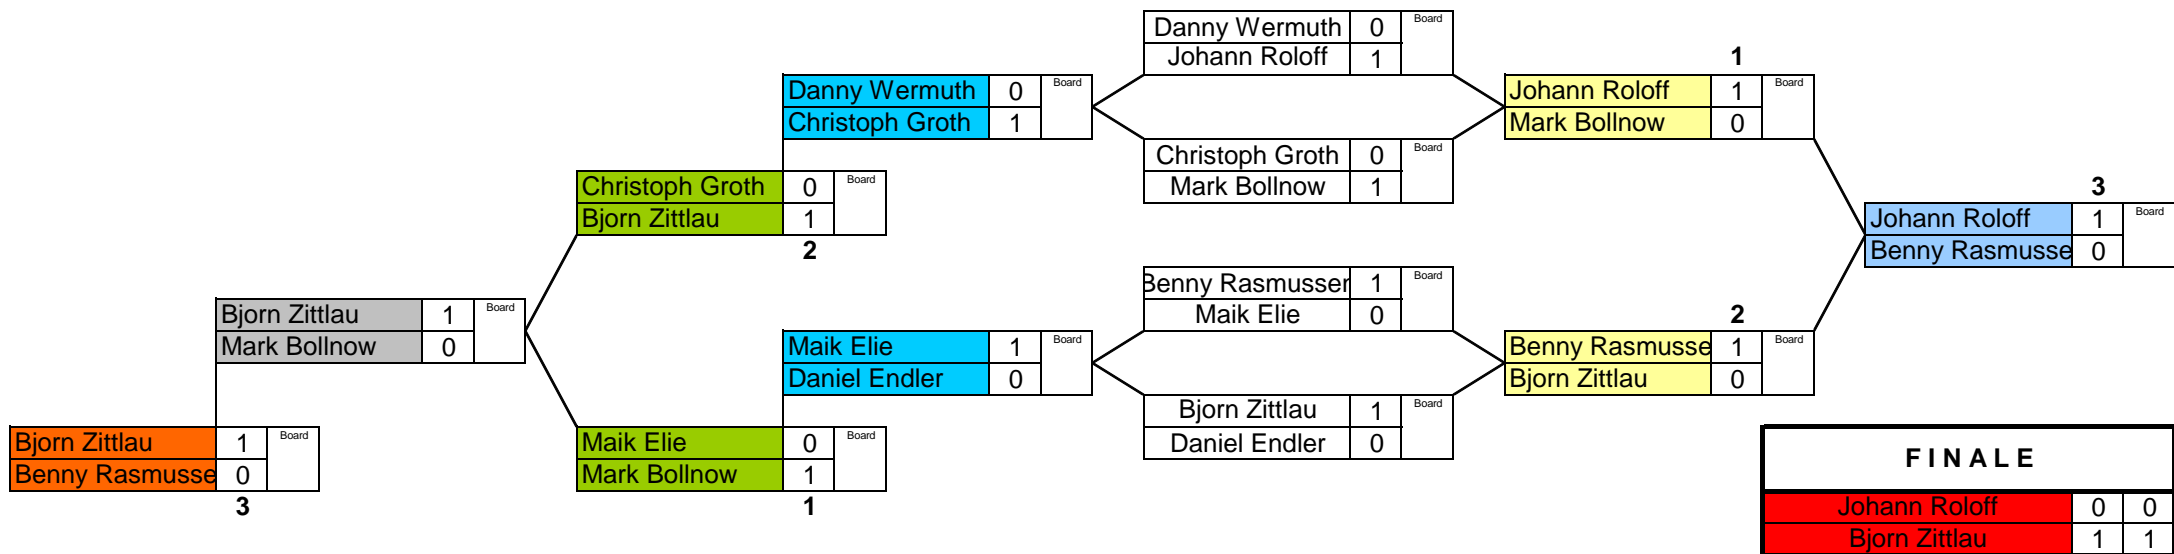 Danny Wermuth 0 Board
Johann Roloff 1
1
Danny Wermuth 0 Board
Christoph Groth 1
Johann Roloff 1 Board
Mark Bollnow 0
Christoph Groth 0 Board
Mark Bollnow 1
Christoph Groth 0 Board
Bjorn Zittlau 1
2
3
Johann Roloff 1 Board
Benny Rasmusse 0
Benny Rasmusser 1 Board
Maik Elie 0
Bjorn Zittlau 1 Board
Mark Bollnow 0
2
Maik Elie 1 Board
Daniel Endler 0
Benny Rasmusse 1 Board
Bjorn Zittlau 0
Bjorn Zittlau 1 Board
Daniel Endler 0
Bjorn Zittlau 1 Board
Benny Rasmusse 0
3
Maik Elie 0 Board
Mark Bollnow 1
1
FINALE
Johann Roloff 0 0
Bjorn Zittlau 1 1